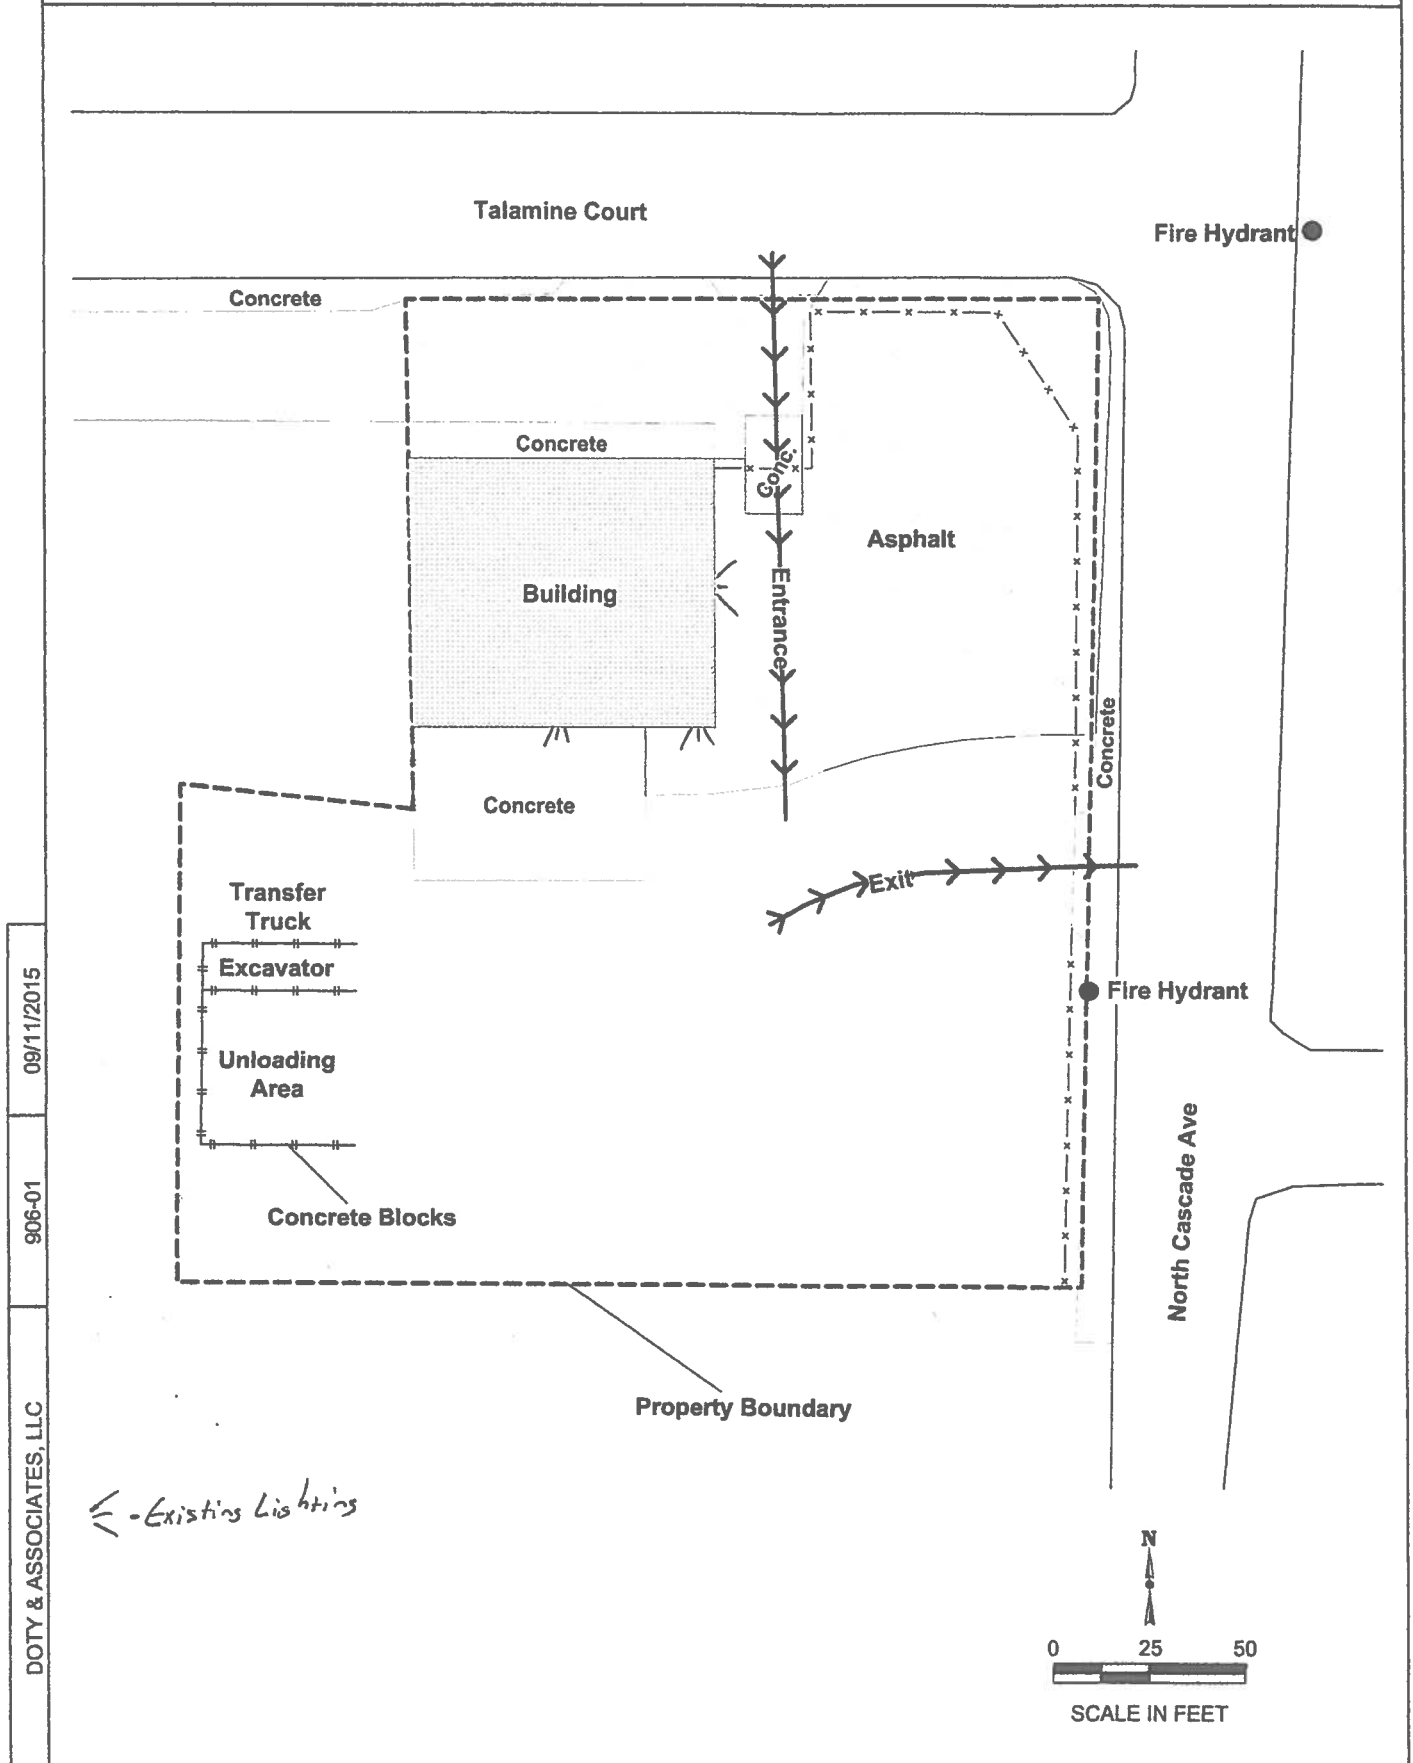 Talamine Court
Fire Hydrant
Concrete
Concrete
Conc.
Asphalt
Building
Entrance
Concrete
Concrete
Exit
Transfer
Truck
Excavator
Fire Hydrant
Unloading
Area
North Cascade Ave
Concrete Blocks
Property Boundary
- Existing Lighting
N
0 25 50
SCALE IN FEET
09/11/2015
906-01
DOTY & ASSOCIATES, LLC